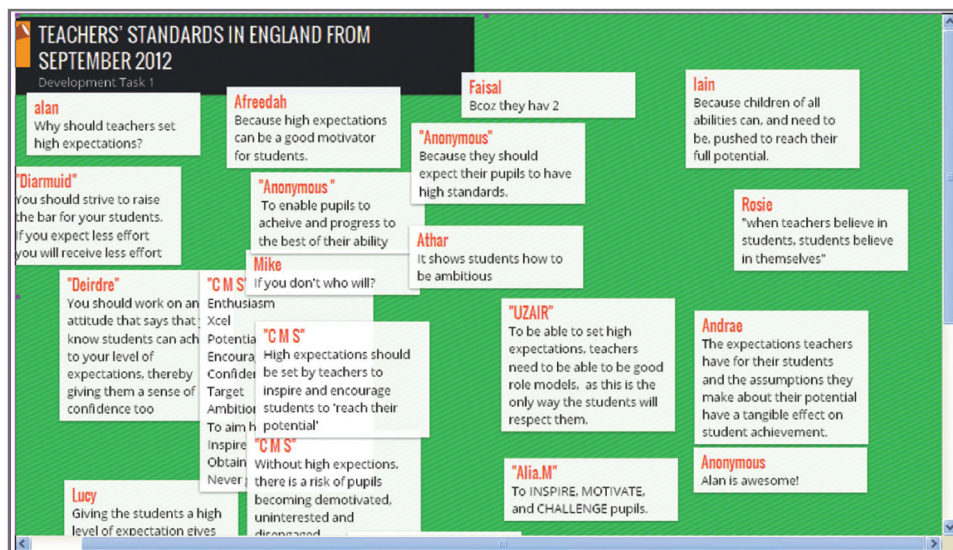 TEACHERS' STANDARDS IN ENGLAND FROM
SEPTEMBER 2012
Development Task 1
alan
Why should teachers set
high expectations?
Afreedah
Because high expectations
can be a good motivator
for students.
Faisal
Bcoz they hav 2
Iain
Because children of all
abilities can, and need to
be, pushed to reach their
full potential.
"Anonymous"
Because they should
expect their pupils to have
high standards.
"Diarmuid"
You should strive to raise
the bar for your students.
If you expect less effort
you will receive less effort
"Anonymous "
To enable pupils to
acheive and progress to
the best of their ability
Rosie
"when teachers believe in
students, students believe
in themselves"
Athar
It shows students how to
be ambitious
Mike
If you don't who will?
"Deirdre"
You should work on an
attitude that says that
know students can
to your level of
expectations, thereby
giving them a sense of
confidence too
"C M S"
Enthusiasm
Xcel
Target
To aim
Inspire
Obtain
Never
"C M S"
High expectations should
be set by teachers to
inspire and encourage
students to 'reach their
potential'
"UZAIR"
To be able to set high
expectations, teachers
need to be able to be good
role models, as this is the
only way the students will
respect them.
Andrae
The expectations teachers
have for their students
and the assumptions they
make about their potential
have a tangible effect on
student achievement.
"C M S"
Without high expections,
there is a risk of pupils
becoming demotivated,
uninterested and
disengaged
"Alia.M"
To INSPIRE, MOTIVATE,
and CHALLENGE pupils.
Anonymous
Alan is awesome!
Lucy
Giving the students a high
level of expectation gives